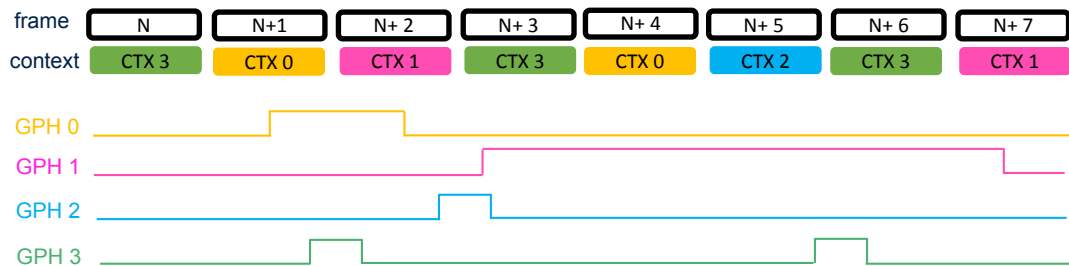 frame N N+1 N+ 2 N+ 3 N+ 4 N+ 5 N+ 6 N+ 7
context CTX 3 CTX 0 CTX 1 CTX 3 CTX 0 CTX 2 CTX 3 CTX 1
GPH 0
GPH 1
GPH 2
GPH 3